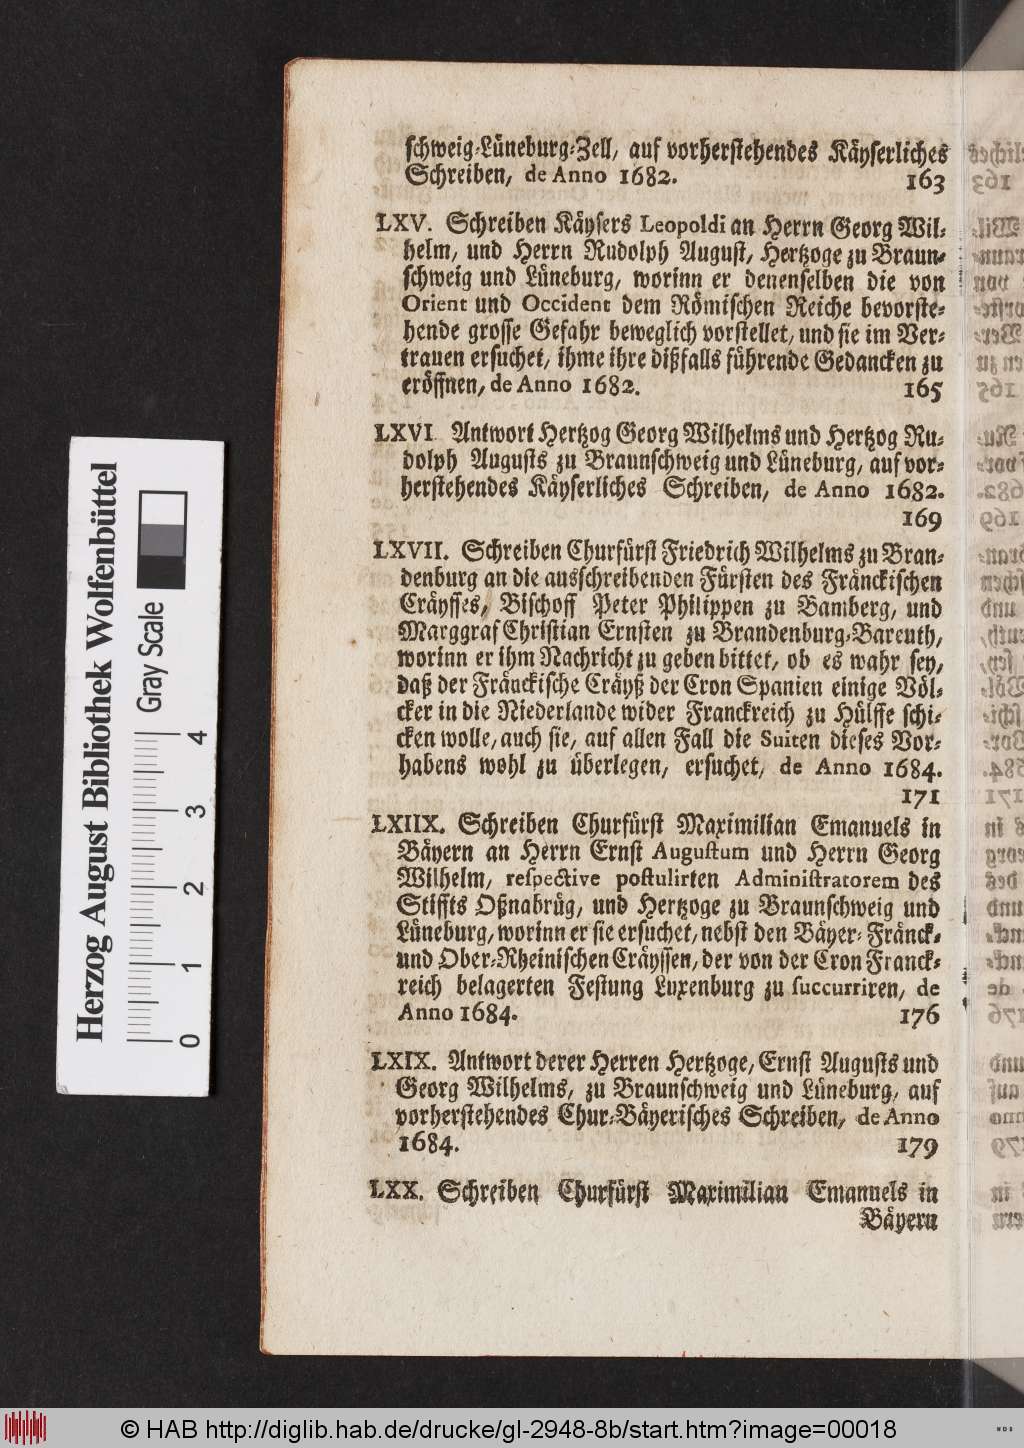 schweig-Lüneburg-Zell, auf vorherstehendes Käyserliches
Schreiben, de Anno 1682. 163
LXV. Schreiben Käysers Leopoldi an Herrn Georg Wil-
helm, und Herrn Rudolph August, Hertzoge zu Braun-
schweig und Lüneburg, worinn er denenselben die von
Orient und Occident dem Römischen Reiche bevorste-
hende grosse Gefahr beweglich vorstellet, und sie im Ver-
trauen ersuchet, ihme ihre dißfalls führende Gedancken zu
eröffnen, de Anno 1682. 165
LXVI Antwort Hertzog Georg Wilhelms und Hertzog Ru-
dolph Augusts zu Braunschweig und Lüneburg, auf vor-
herstehendes Käyserliches Schreiben, de Anno 1682.
169
LXVII. Schreiben Churfürst Friedrich Wilhelms zu Bran-
denburg an die ausschreibenden Fürsten des Fränckischen
Cräysses, Bischoff Peter Philippen zu Bamberg, und
Marggraf Christian Ernsten zu Brandenburg-Bareuth,
worinn er ihm Nachricht zu geben bittet, ob es wahr sey,
daß der Fränckische Cräyß der Cron Spanien einige Völ-
cker in die Niederlande wider Franckreich zu Hülffe schi-
cken wolle, auch sie, auf allen Fall die Suiten dieses Vor-
habens wohl zu überlegen, ersuchet, de Anno 1684.
171
LXIIX. Schreiben Churfürst Maximilian Emanuels in
Bäyern an Herrn Ernst Augustum und Herrn Georg
Wilhelm, respective postulirten Administratorem des
Stiffts Oßnabrüg, und Hertzoge zu Braunschweig und
Lüneburg, worinn er sie ersuchet, nebst den Bäyer- Fränck-
und Ober-Rheinischen Cräyssen, der von der Cron Franck-
reich belagerten Festung Luxenburg zu succurriren, de
Anno 1684. 176
LXIX. Antwort derer Herren Hertzoge, Ernst Augusts und
Georg Wilhelms, zu Braunschweig und Lüneburg, auf
vorherstehendes Chur-Bäyerisches Schreiben, de Anno
1684. 179
LXX. Schreiben Churfürst Maximilian Emanuels in
Bäyern
Herzog August Bibliothek Wolfenbüttel
Gray Scale
0 1 2 3 4
© HAB http://diglib.hab.de/drucke/gl-2948-8b/start.htm?image=00018